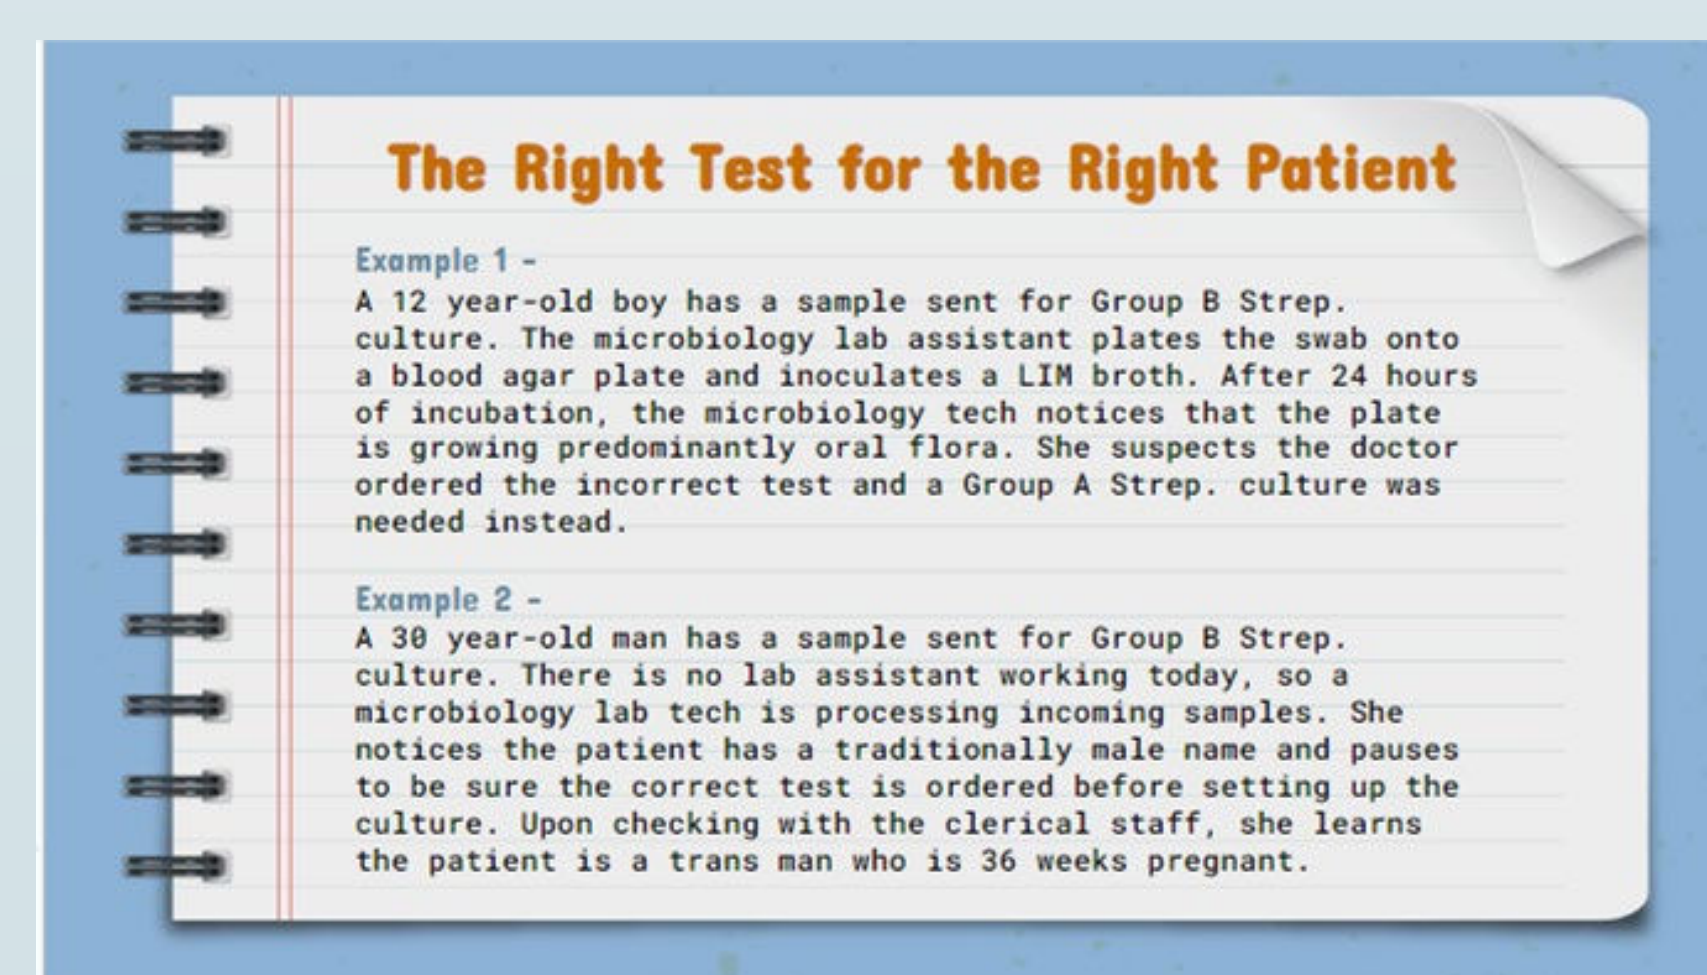 The Right Test for the Right Patient
Example 1 -
A 12 year-old boy has a sample sent for Group B Strep.
culture. The microbiology lab assistant plates the swab onto
a blood agar plate and inoculates a LIM broth. After 24 hours
of incubation, the microbiology tech notices that the plate
is growing predominantly oral flora. She suspects the doctor
ordered the incorrect test and a Group A Strep. culture was
needed instead.
Example 2 -
A 30 year-old man has a sample sent for Group B Strep.
culture. There is no lab assistant working today, so a
microbiology lab tech is processing incoming samples. She
notices the patient has a traditionally male name and pauses
to be sure the correct test is ordered before setting up the
culture. Upon checking with the clerical staff, she learns
the patient is a trans man who is 36 weeks pregnant.